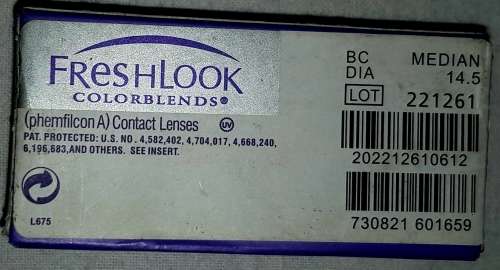 FRESHLOOK
COLORBLENDS®
(phemfilcon A) Contact Lenses UV
PAT. PROTECTED: U.S. NO. 4,582,402, 4,704,017, 4,668,240,
6,196,683,AND OTHERS. SEE INSERT.
L675
BC MEDIAN
DIA 14.5
LOT 221261
202212610612
730821 601659